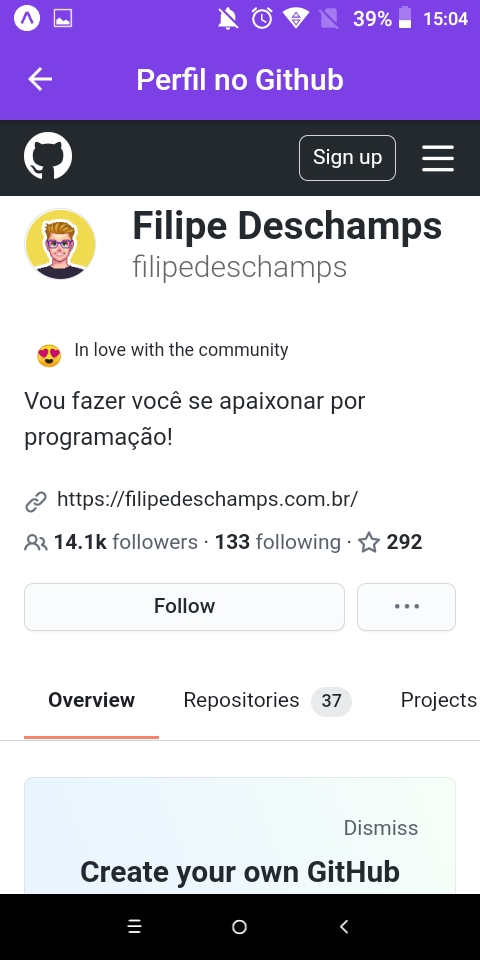 39% 15:04
Perfil no Github
Sign up
Filipe Deschamps
filipedeschamps
In love with the community
Vou fazer você se apaixonar por
programação!
https://filipedeschamps.com.br/
14.1k followers · 133 following · 292
Follow
Overview Repositories 37 Projects
Dismiss
Create your own GitHub